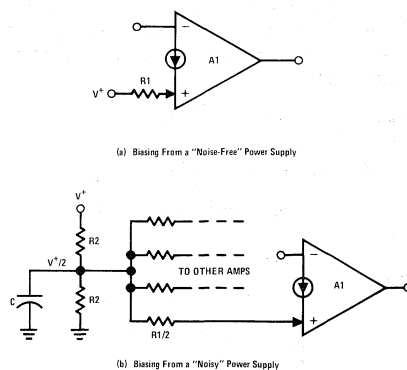 −
A1
R1
V+
+
(a) Biasing From a "Noise-Free" Power Supply
V+
R2
V+/2
TO OTHER AMPS
−
A1
C
R2
+
R1/2
(b) Biasing From a "Noisy" Power Supply